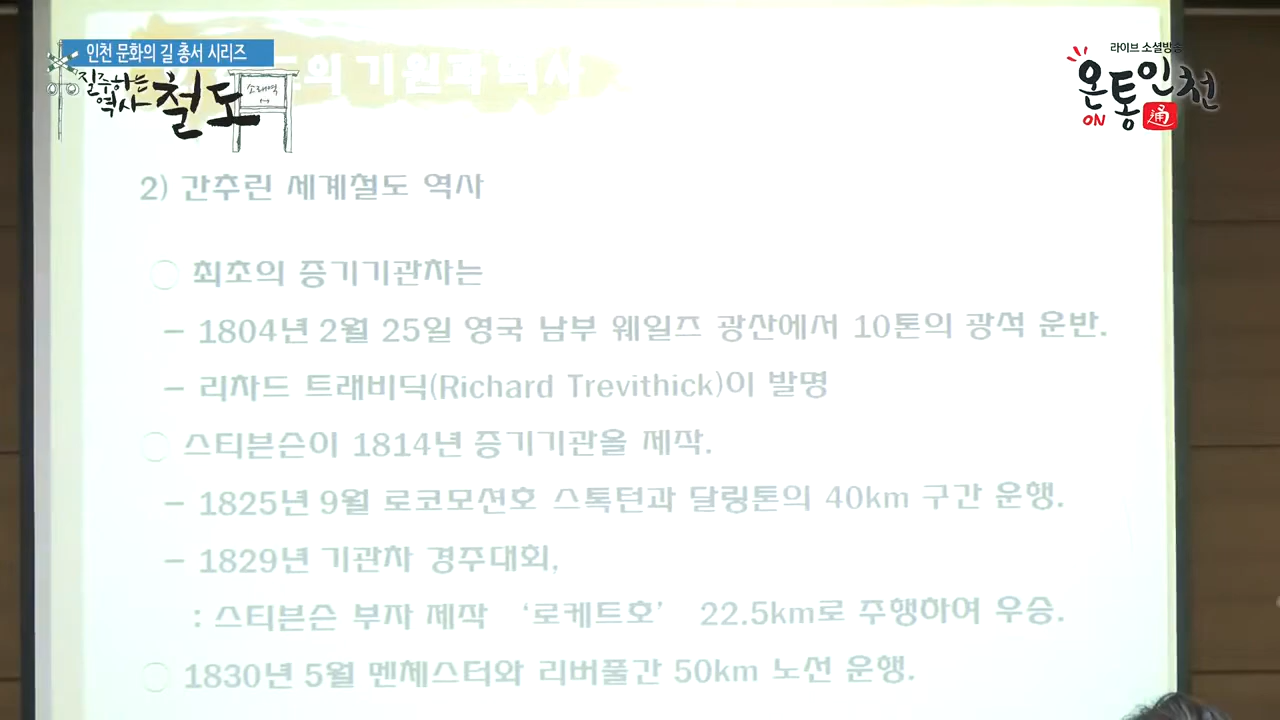 인천 문화의 길 총서 시리즈
질주하는
역사 철도
소래역
라이브 소셜방송
온통인천
ON 通
기원과 역사
2) 간추린 세계철도 역사
○ 최초의 증기기관차는
- 1804년 2월 25일 영국 남부 웨일즈 광산에서 10톤의 광석 운반.
- 리차드 트래비딕(Richard Trevithick)이 발명
○ 스티븐슨이 1814년 증기기관을 제작.
- 1825년 9월 로코모션호 스톡턴과 달링톤의 40km 구간 운행.
- 1829년 기관차 경주대회,
: 스티븐슨 부자 제작 ‘로케트호’ 22.5km로 주행하여 우승.
○ 1830년 5월 멘체스터와 리버풀간 50km 노선 운행.